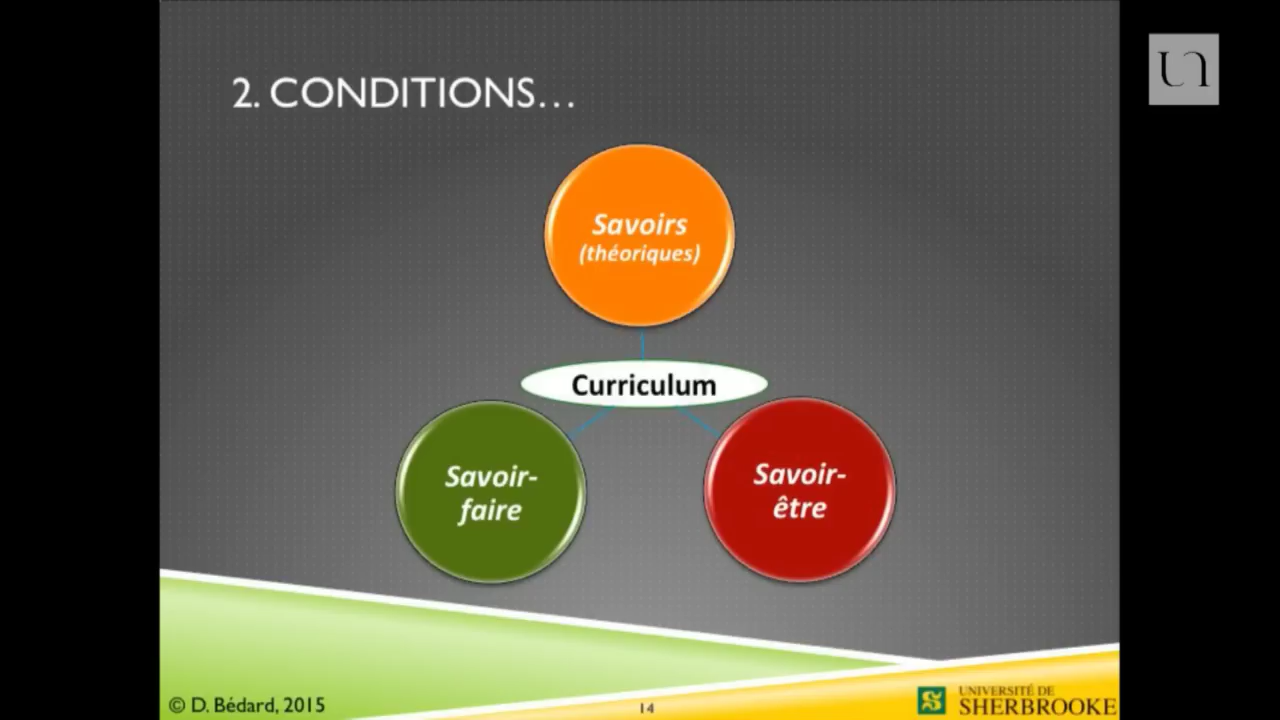 2. CONDITIONS...
Savoirs
(théoriques)
Curriculum
Savoir-
faire
Savoir-
être
© D. Bédard, 2015
14
UNIVERSITÉ DE
SHERBROOKE